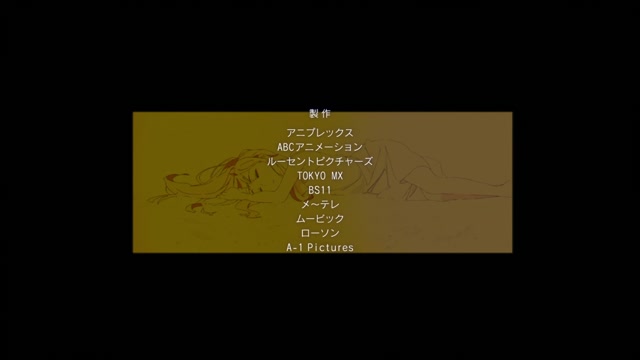 製作
アニプレックス
ABCアニメーション
ルーセントピクチャーズ
TOKYO MX
BS11
メ～テレ
ムービック
ローソン
A-1 Pictures